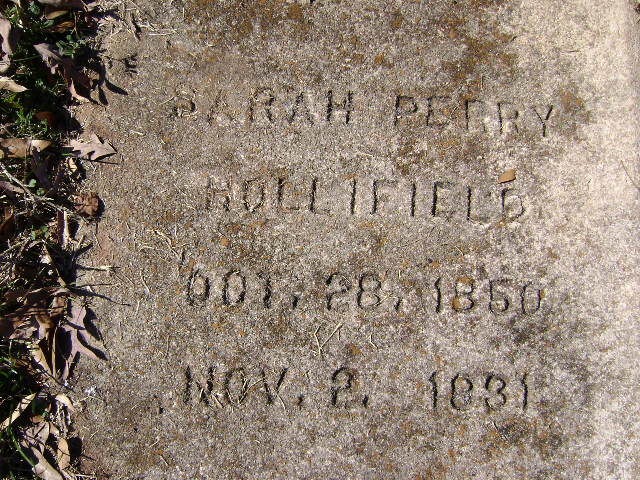 SARAH PERRY
HOLLIFIELD
OCT. 28, 1850
NOV. 2, 1931